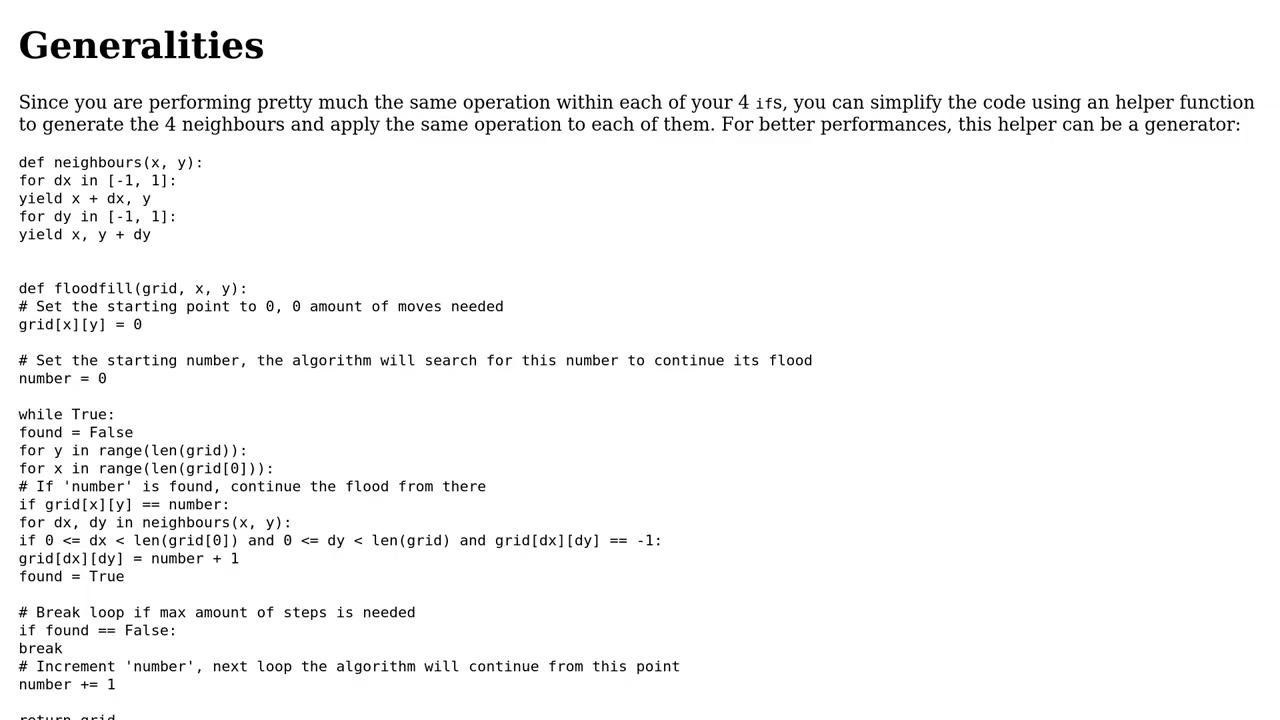 Generalities
Since you are performing pretty much the same operation within each of your 4 ifs, you can simplify the code using an helper function
to generate the 4 neighbours and apply the same operation to each of them. For better performances, this helper can be a generator:
def neighbours(x, y):
for dx in [-1, 1]:
yield x + dx, y
for dy in [-1, 1]:
yield x, y + dy
def floodfill(grid, x, y):
# Set the starting point to 0, 0 amount of moves needed
grid[x][y] = 0
# Set the starting number, the algorithm will search for this number to continue its flood
number = 0
while True:
found = False
for y in range(len(grid)):
for x in range(len(grid[0])):
# If 'number' is found, continue the flood from there
if grid[x][y] == number:
for dx, dy in neighbours(x, y):
if 0 <= dx < len(grid[0]) and 0 <= dy < len(grid) and grid[dx][dy] == -1:
grid[dx][dy] = number + 1
found = True
# Break loop if max amount of steps is needed
if found == False:
break
# Increment 'number', next loop the algorithm will continue from this point
number += 1
return grid